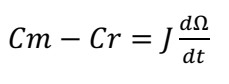 Cm − Cr = J dΩ/dt